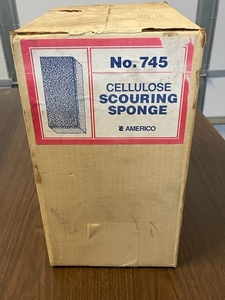 No. 745
CELLULOSE
SCOURING
SPONGE
AMERICO